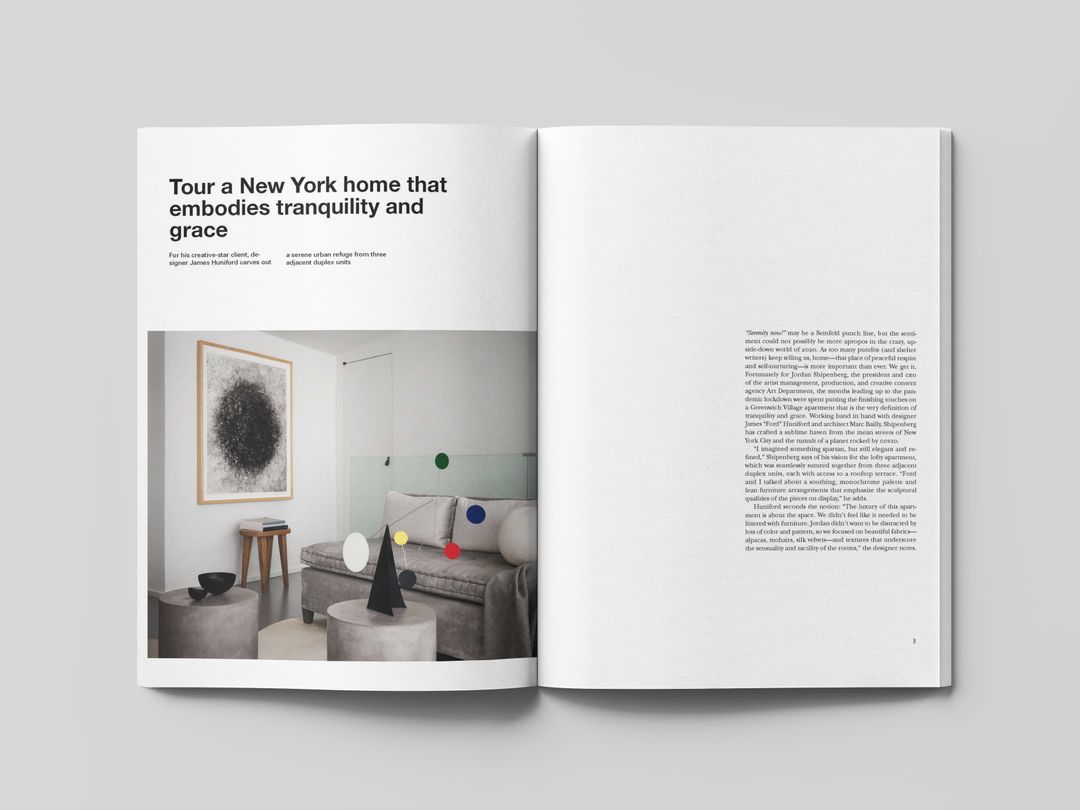 Tour a New York home that
embodies tranquility and
grace
For his creative-star client, de-
signer James Huniford carves out
a serene urban refuge from three
adjacent duplex units
“Serenity now!” may be a Seinfeld punch line, but the senti-
ment could not possibly be more apropos in the crazy, up-
side-down world of 2020. As too many pundits (and shelter
writers) keep telling us, home—that place of peaceful respite
and self-nurturing—is more important than ever. We get it.
Fortunately for Jordan Shipenberg, the president and CEO
of the artist management, production, and creative content
agency Art Department, the months leading up to the pan-
demic lockdown were spent putting the finishing touches on
a Greenwich Village apartment that is the very definition of
tranquility and grace. Working hand in hand with designer
James “Ford” Huniford and architect Marc Bailly, Shipenberg
has crafted a sublime haven from the mean streets of New
York City and the tumult of a planet rocked by COVID.
“I imagined something spartan, but still elegant and re-
fined,” Shipenberg says of his vision for the lofty apartment,
which was seamlessly sutured together from three adjacent
duplex units, each with access to a rooftop terrace. “Ford
and I talked about a soothing, monochrome palette and
lean furniture arrangements that emphasize the sculptural
qualities of the pieces on display,” he adds.
Huniford seconds the notion: “The luxury of this apart-
ment is about the space. We didn’t feel like it needed to be
littered with furniture. Jordan didn’t want to be distracted by
lots of color and pattern, so we focused on beautiful fabrics—
alpacas, mohairs, silk velvets—and textures that underscore
the sensuality and tactility of the rooms,” the designer notes.
3